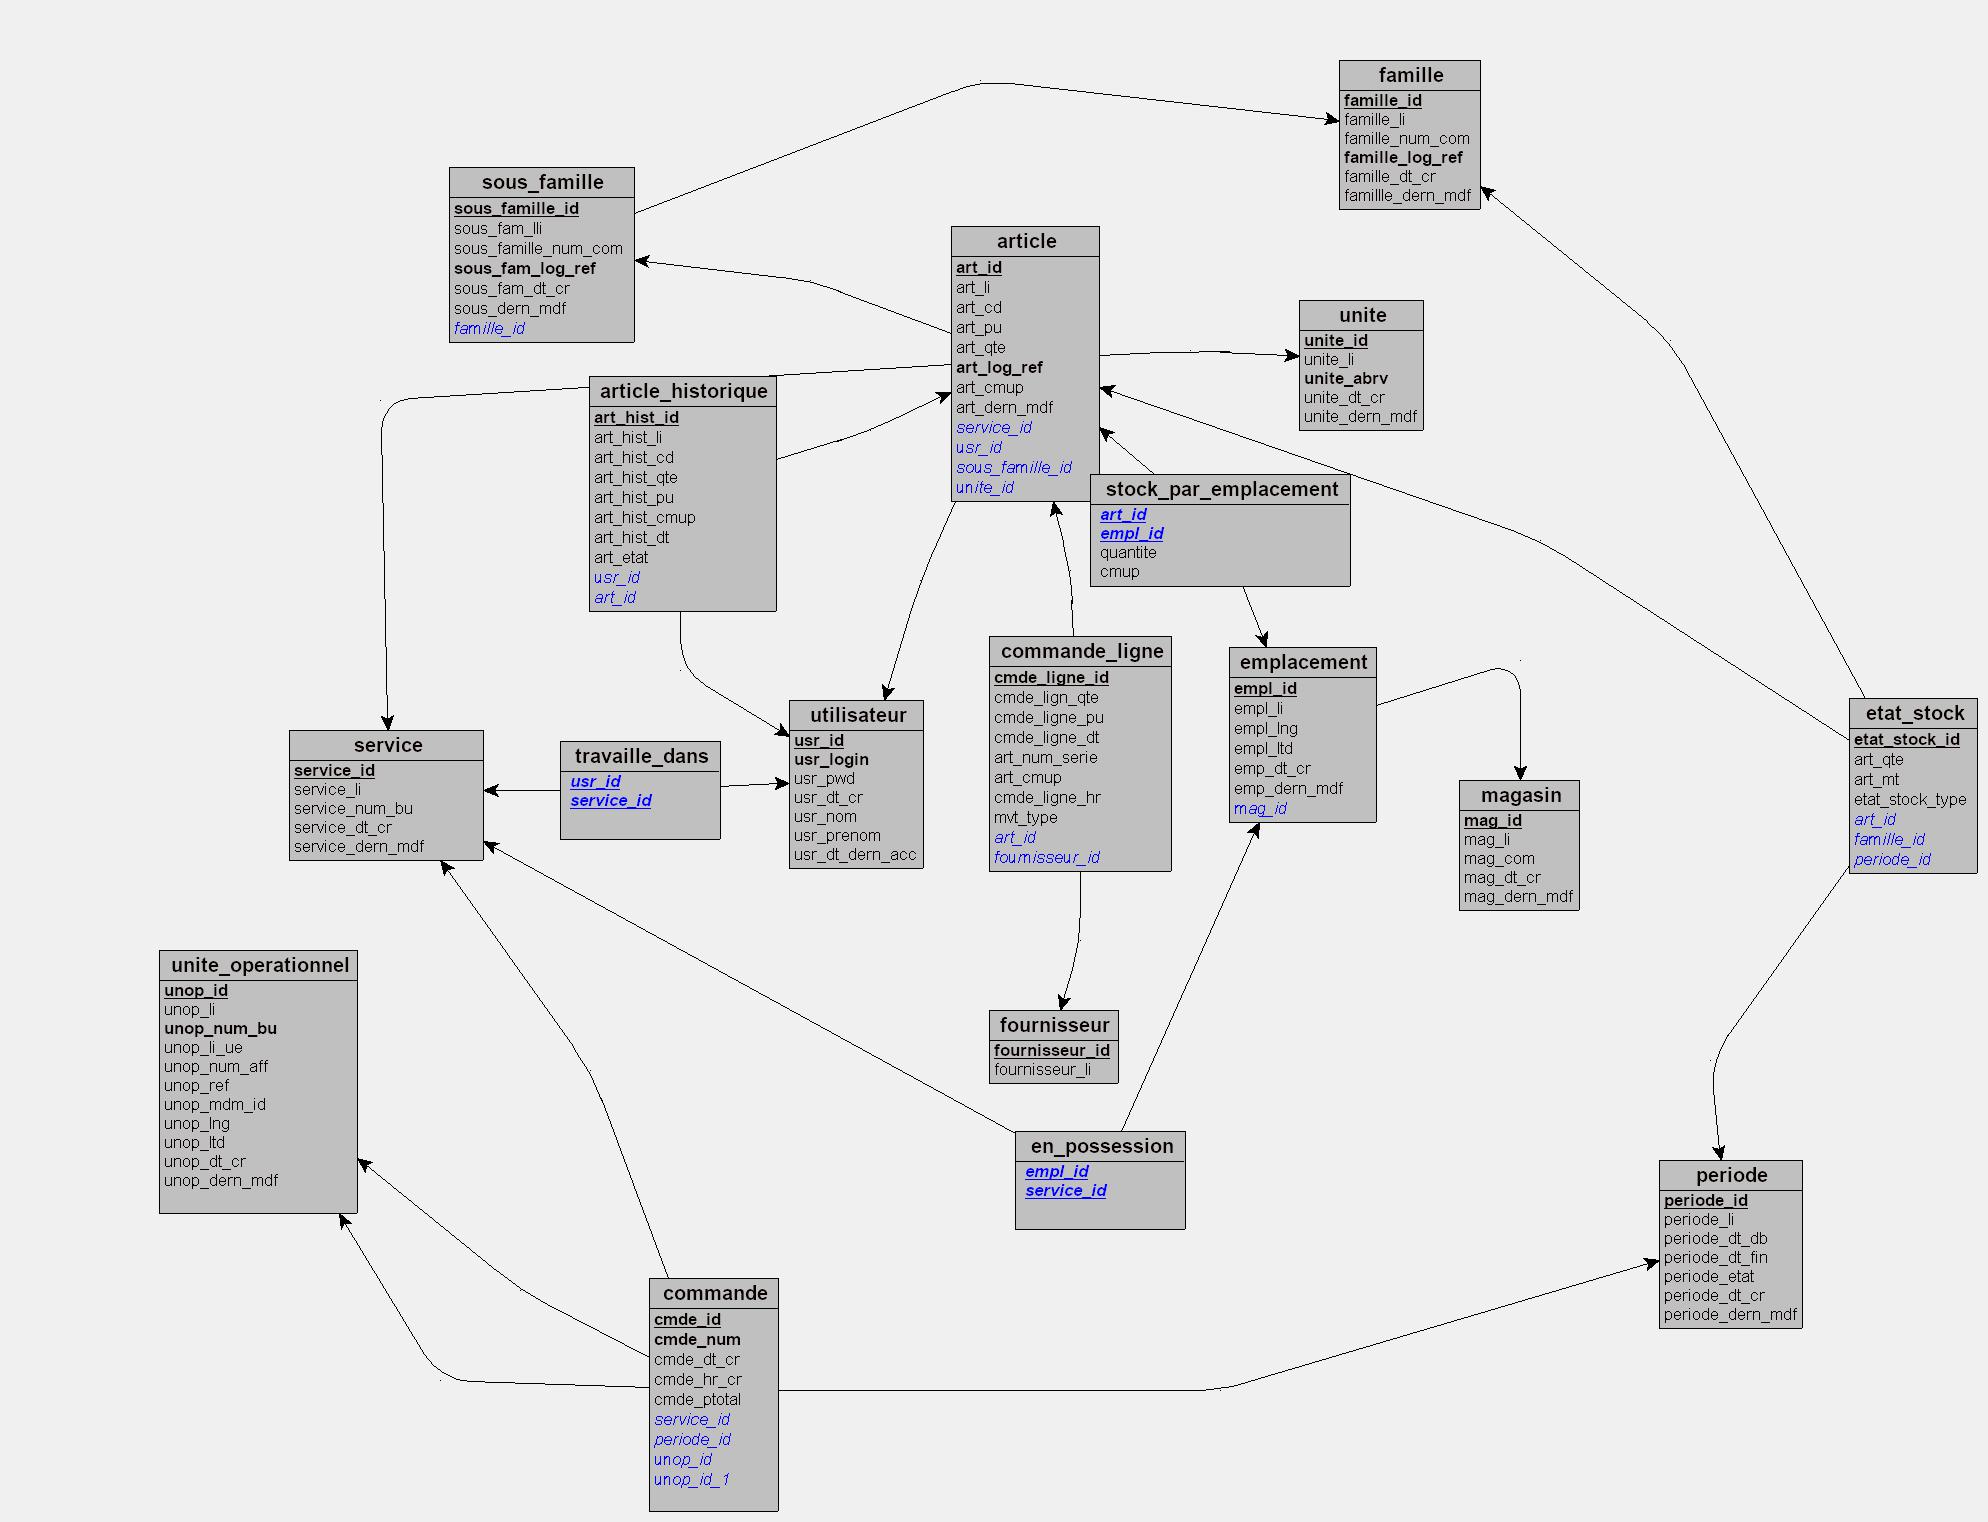 famille
famille_id
famille_li
famille_num_com
famille_log_ref
famille_dt_cr
famillle_dern_mdf
sous_famille
sous_famille_id
sous_fam_lli
sous_famille_num_com
sous_fam_log_ref
sous_fam_dt_cr
sous_dern_mdf
famille_id
article
art_id
art_li
art_cd
art_pu
art_qte
art_log_ref
art_cmup
art_dern_mdf
service_id
usr_id
sous_famille_id
unite_id
unite
unite_id
unite_li
unite_abrv
unite_dt_cr
unite_dern_mdf
article_historique
art_hist_id
art_hist_li
art_hist_cd
art_hist_qte
art_hist_pu
art_hist_cmup
art_hist_dt
art_etat
usr_id
art_id
stock_par_emplacement
art_id
empl_id
quantite
cmup
commande_ligne
cmde_ligne_id
cmde_lign_qte
cmde_ligne_pu
cmde_ligne_dt
art_num_serie
art_cmup
cmde_ligne_hr
mvt_type
art_id
fournisseur_id
emplacement
empl_id
empl_li
empl_lng
empl_ltd
emp_dt_cr
emp_dern_mdf
mag_id
etat_stock
etat_stock_id
art_qte
art_mt
etat_stock_type
art_id
famille_id
periode_id
utilisateur
usr_id
usr_login
usr_pwd
usr_dt_cr
usr_nom
usr_prenom
usr_dt_dern_acc
service
service_id
service_li
service_num_bu
service_dt_cr
service_dern_mdf
travaille_dans
usr_id
service_id
magasin
mag_id
mag_li
mag_com
mag_dt_cr
mag_dern_mdf
unite_operationnel
unop_id
unop_li
unop_num_bu
unop_li_ue
unop_num_aff
unop_ref
unop_mdm_id
unop_lng
unop_ltd
unop_dt_cr
unop_dern_mdf
fournisseur
fournisseur_id
fournisseur_li
en_possession
empl_id
service_id
periode
periode_id
periode_li
periode_dt_db
periode_dt_fin
periode_etat
periode_dt_cr
periode_dern_mdf
commande
cmde_id
cmde_num
cmde_dt_cr
cmde_hr_cr
cmde_ptotal
service_id
periode_id
unop_id
unop_id_1